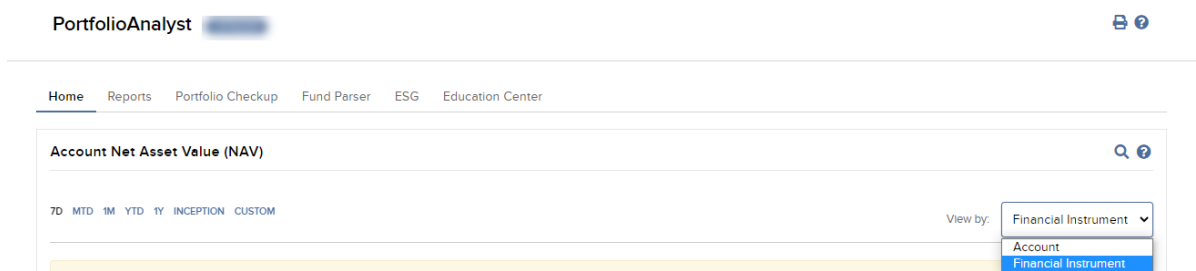 PortfolioAnalyst
Home Reports Portfolio Checkup Fund Parser ESG Education Center
Account Net Asset Value (NAV)
7D MTD 1M YTD 1Y INCEPTION CUSTOM
View by: Financial Instrument
Account
Financial Instrument